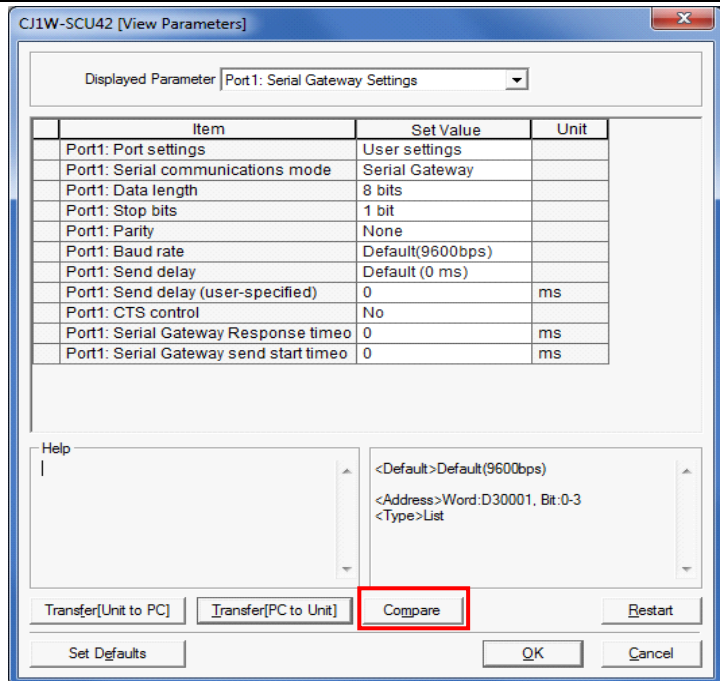 CJ1W-SCU42 [View Parameters]
Displayed Parameter Port1: Serial Gateway Settings
Item Set Value Unit
Port1: Port settings User settings
Port1: Serial communications mode Serial Gateway
Port1: Data length 8 bits
Port1: Stop bits 1 bit
Port1: Parity None
Port1: Baud rate Default(9600bps)
Port1: Send delay Default (0 ms)
Port1: Send delay (user-specified) 0 ms
Port1: CTS control No
Port1: Serial Gateway Response timeo 0 ms
Port1: Serial Gateway send start timeo 0 ms
Help
<Default>Default(9600bps)
<Address>Word:D30001, Bit:0-3
<Type>List
Transfer[Unit to PC] Transfer[PC to Unit] Compare Restart
Set Defaults OK Cancel